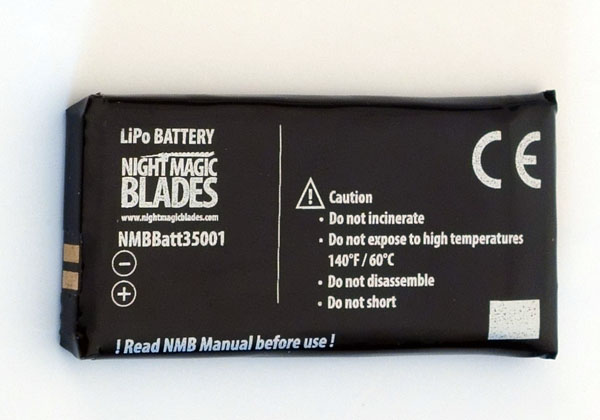 LiPo BATTERY
NIGHT MAGIC
BLADES
www.nightmagicblades.com
NMBBatt35001
−
+
! Read NMB Manual before use !
CE
! Caution
• Do not incinerate
• Do not expose to high temperatures
140°F / 60°C
• Do not disassemble
• Do not short